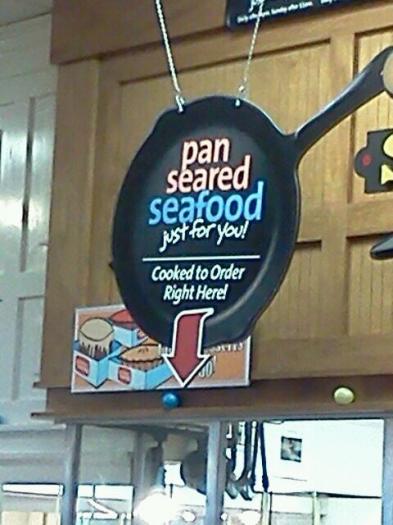 pan
seared
seafood
just for you!
Cooked to Order
Right Here!